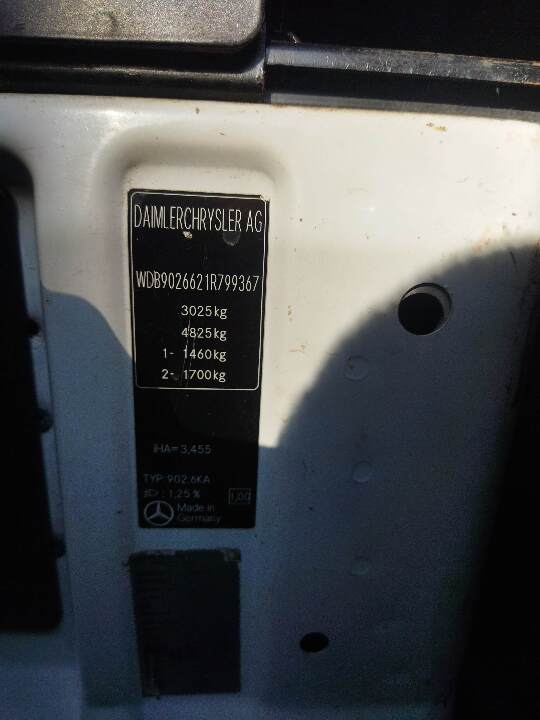 DAIMLERCHRYSLER AG
WDB9026621R799367
3025kg
4825kg
1- 1460kg
2- 1700kg
iHA=3,455
TYP:902.6KA
: 1,25 % 1,00
Made in
Germany